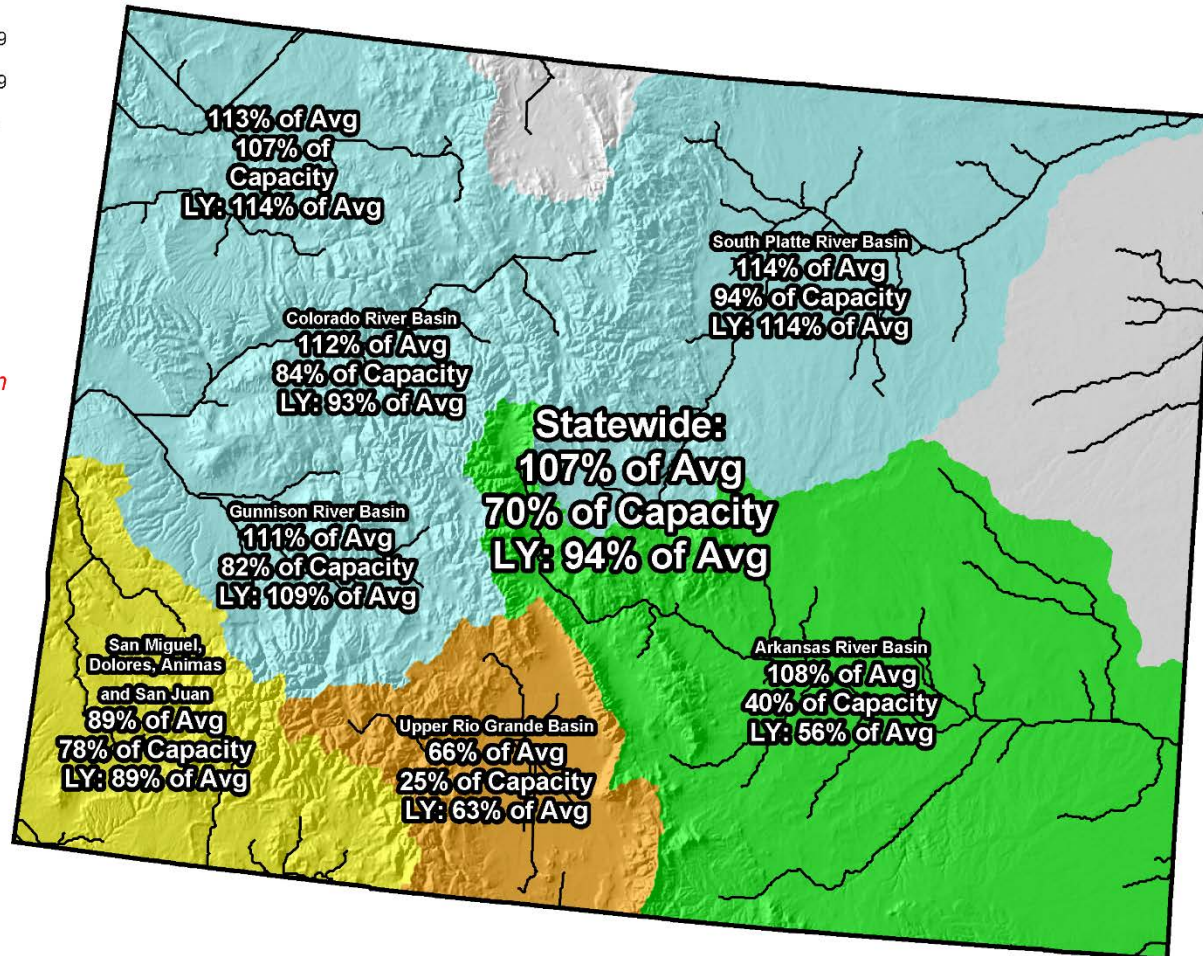 9
9
n
113% of Avg
107% of
Capacity
LY: 114% of Avg
South Platte River Basin
114% of Avg
94% of Capacity
LY: 114% of Avg
Colorado River Basin
112% of Avg
84% of Capacity
LY: 93% of Avg
Statewide:
107% of Avg
70% of Capacity
LY: 94% of Avg
Gunnison River Basin
111% of Avg
82% of Capacity
LY: 109% of Avg
San Miguel,
Dolores, Animas
and San Juan
89% of Avg
78% of Capacity
LY: 89% of Avg
Upper Rio Grande Basin
66% of Avg
25% of Capacity
LY: 63% of Avg
Arkansas River Basin
108% of Avg
40% of Capacity
LY: 56% of Avg